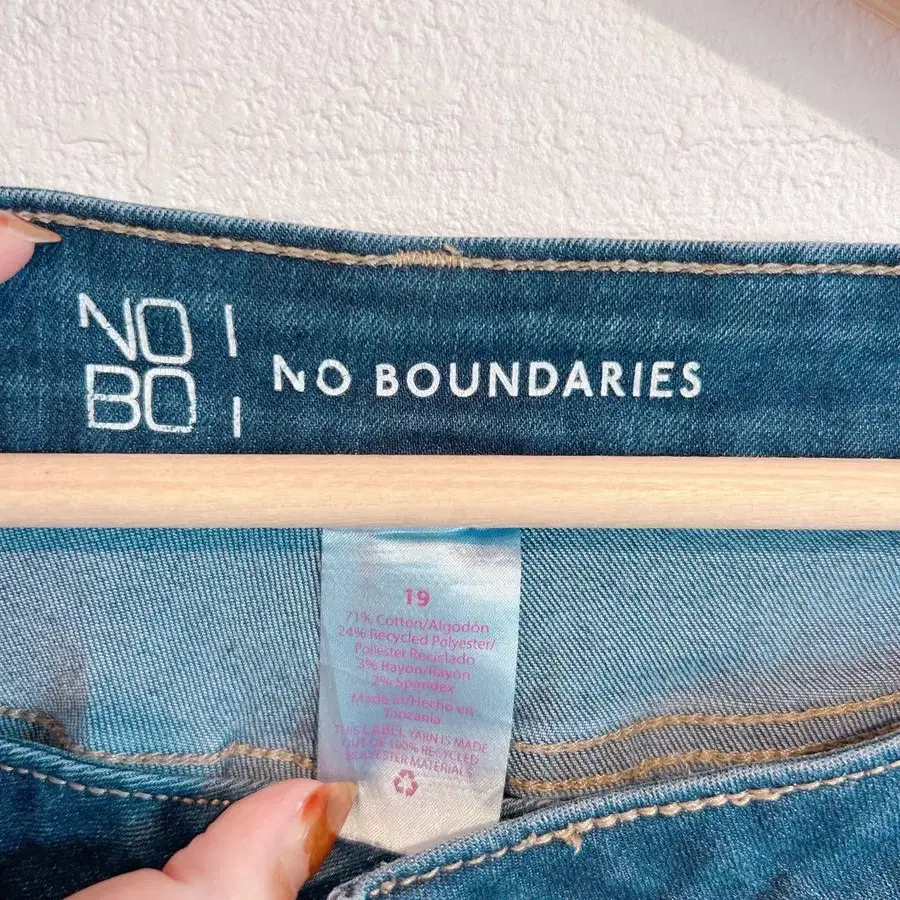 NO
BO
NO BOUNDARIES
19
71% Cotton/Algodón
24% Recycled Polyester/
Poliester Reciclado
3% Rayon/Rayón
2% Spandex
Made in/Hecho en
Tanzania
THIS LABEL YARN IS MADE
OUT OF 100% RECYCLED
POLYESTER MATERIALS